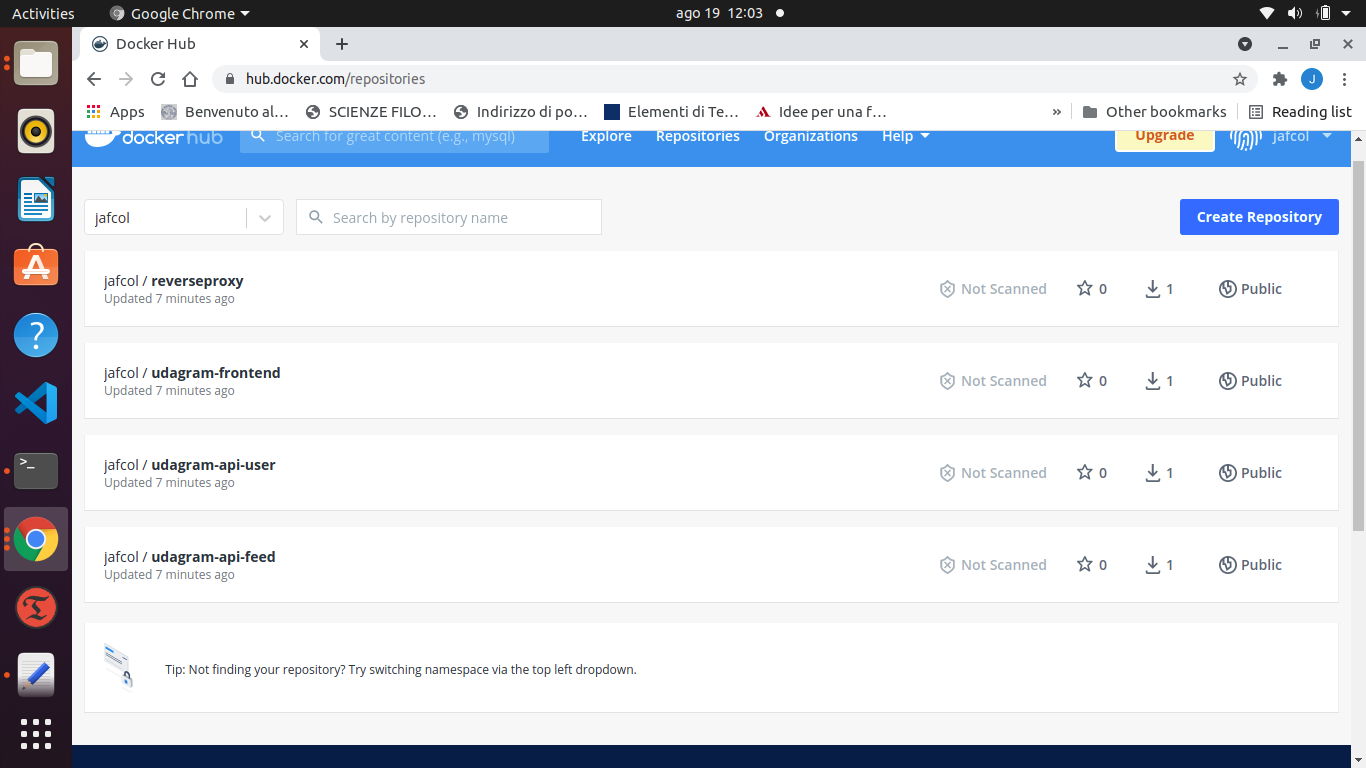 Activities Google Chrome ago 19 12:03
Docker Hub
hub.docker.com/repositories J
Apps Benvenuto al... SCIENZE FILO... Indirizzo di po... Elementi di Te... Idee per una f... » Other bookmarks Reading list
docker hub Search for great content (e.g., mysql) Explore Repositories Organizations Help Upgrade jafcol
jafcol Search by repository name Create Repository
jafcol / reverseproxy Not Scanned 0 1 Public
Updated 7 minutes ago
jafcol / udagram-frontend Not Scanned 0 1 Public
Updated 7 minutes ago
jafcol / udagram-api-user Not Scanned 0 1 Public
Updated 7 minutes ago
jafcol / udagram-api-feed Not Scanned 0 1 Public
Updated 7 minutes ago
Tip: Not finding your repository? Try switching namespace via the top left dropdown.